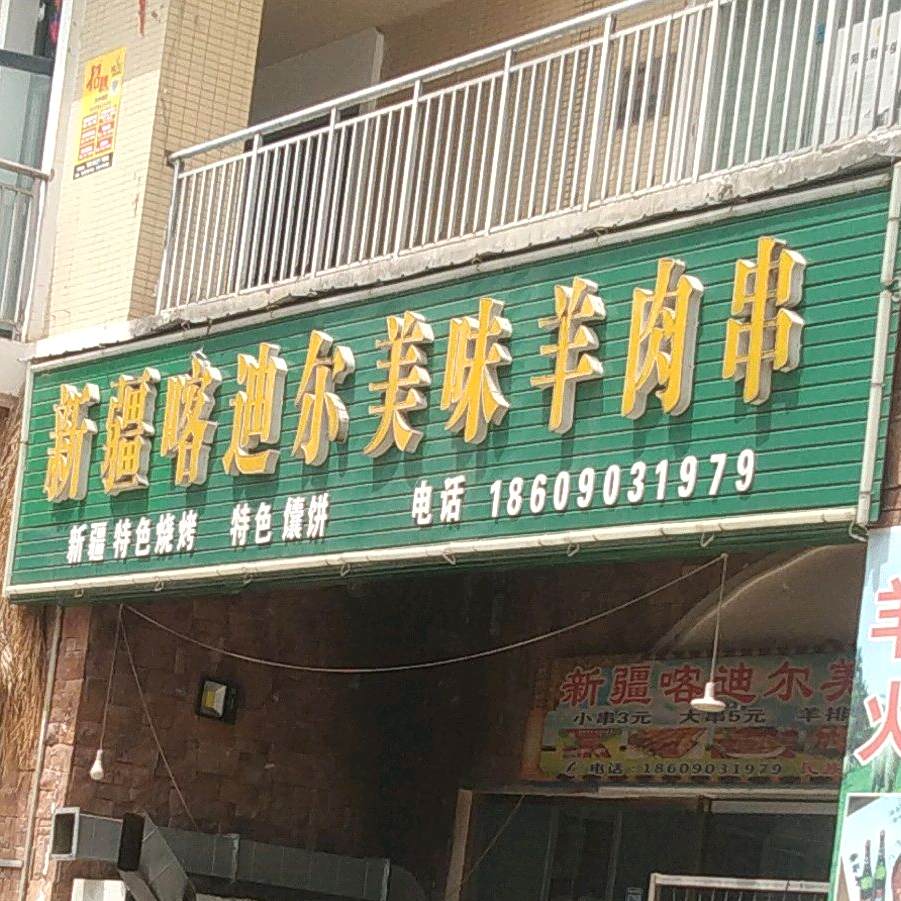 新疆喀迪尔美味羊肉串
新疆 特色烧烤 特色 馕饼 电话 18609031979
新疆喀迪尔美
小串3元 大串5元 羊排
电话:18609031979
羊
火